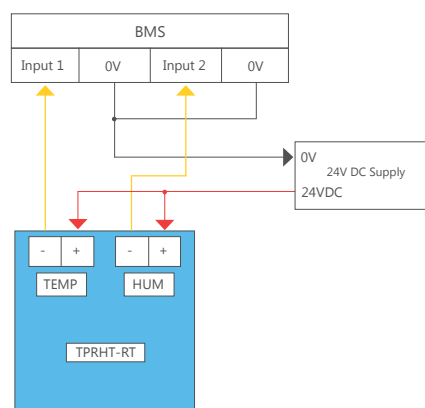 BMS
Input 1 0V Input 2 0V
0V
24V DC Supply
24VDC
- + - +
TEMP HUM
TPRHT-RT